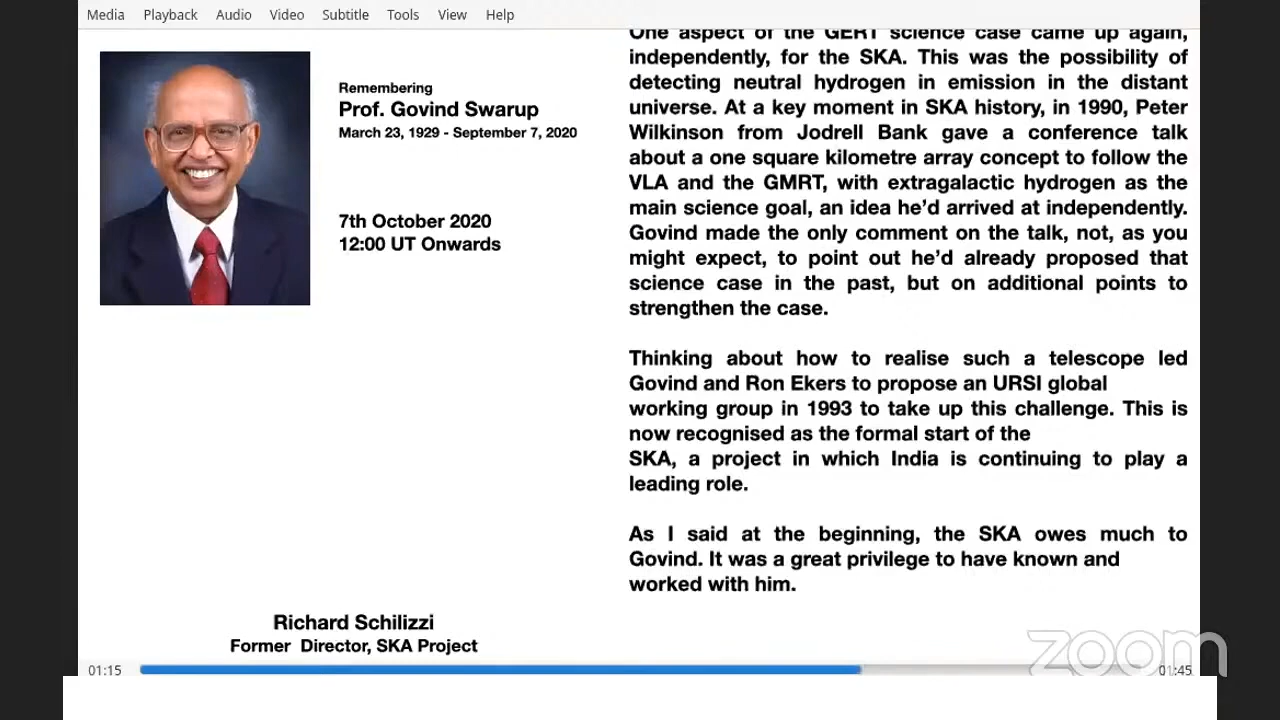 Media Playback Audio Video Subtitle Tools View Help
Remembering
Prof. Govind Swarup
March 23, 1929 - September 7, 2020
7th October 2020
12:00 UT Onwards
One aspect of the GERT science case came up again,
independently, for the SKA. This was the possibility of
detecting neutral hydrogen in emission in the distant
universe. At a key moment in SKA history, in 1990, Peter
Wilkinson from Jodrell Bank gave a conference talk
about a one square kilometre array concept to follow the
VLA and the GMRT, with extragalactic hydrogen as the
main science goal, an idea he'd arrived at independently.
Govind made the only comment on the talk, not, as you
might expect, to point out he'd already proposed that
science case in the past, but on additional points to
strengthen the case.
Thinking about how to realise such a telescope led
Govind and Ron Ekers to propose an URSI global
working group in 1993 to take up this challenge. This is
now recognised as the formal start of the
SKA, a project in which India is continuing to play a
leading role.
As I said at the beginning, the SKA owes much to
Govind. It was a great privilege to have known and
worked with him.
Richard Schilizzi
Former Director, SKA Project
01:15
01:45
zoom